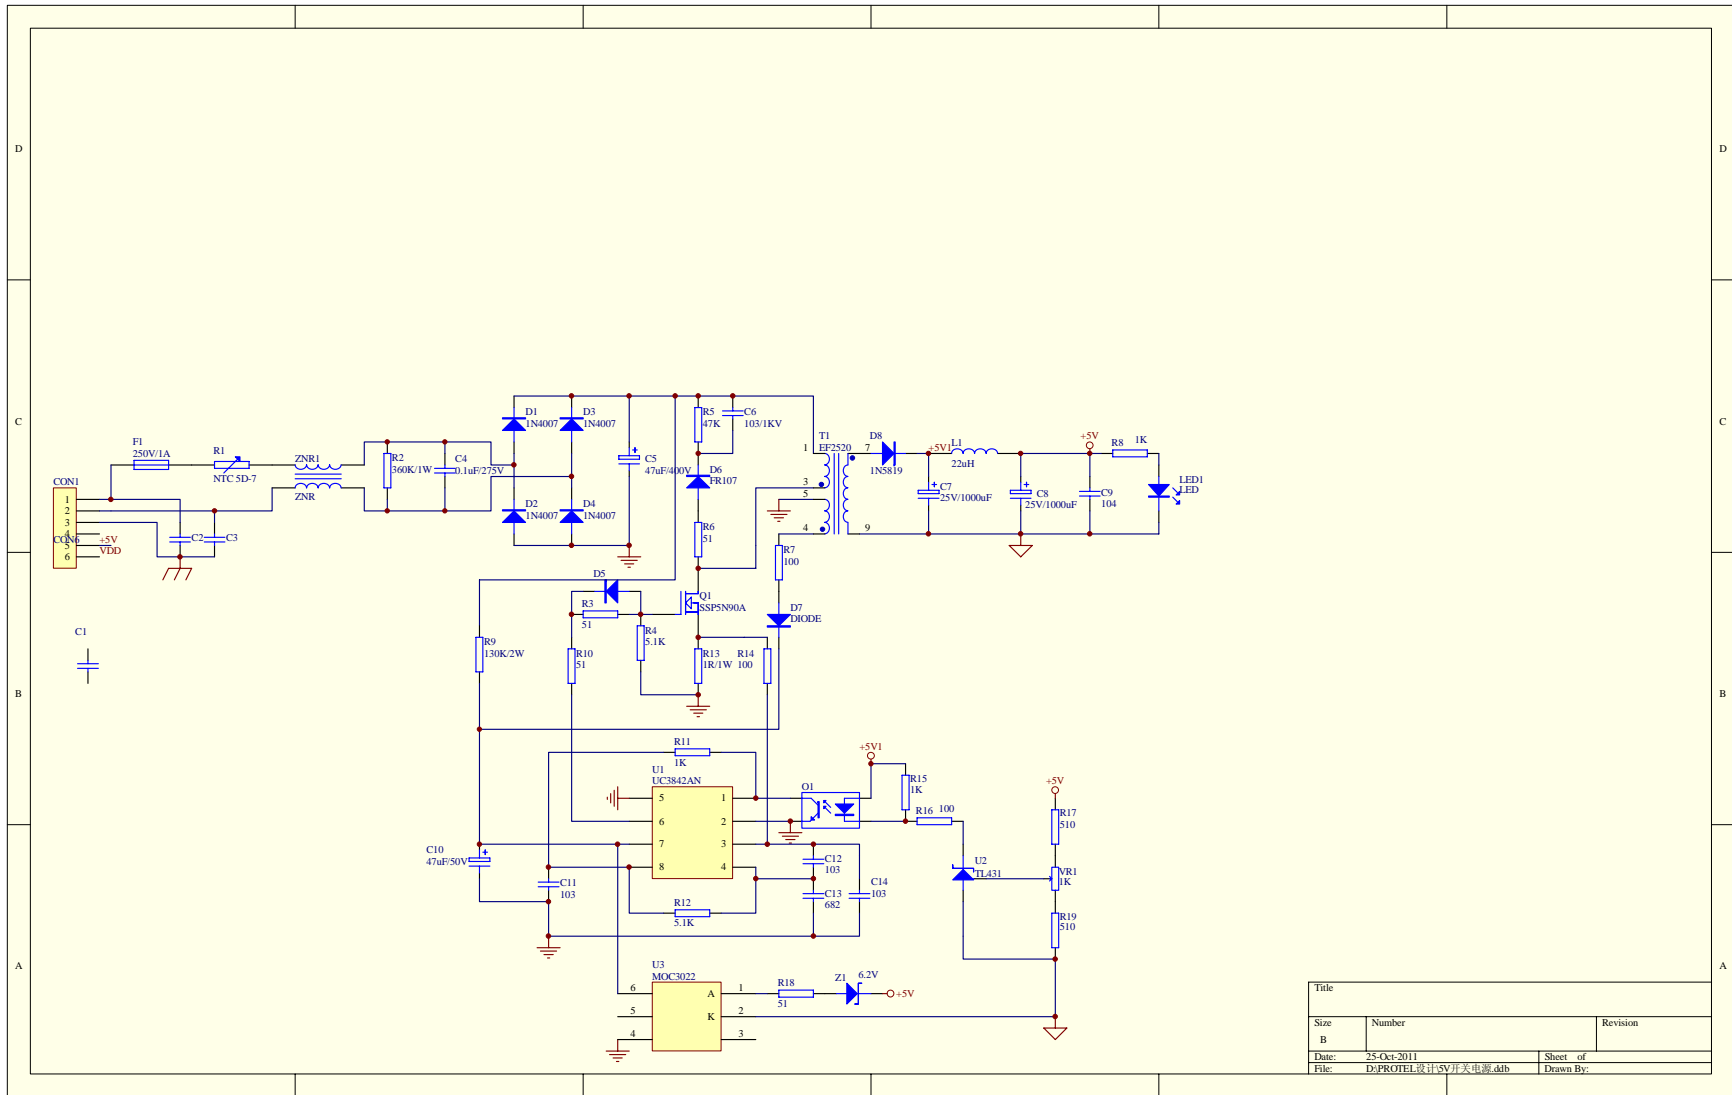 D
D
C
C
B
B
A
A
CON1
1
2
3
4
5
6
CON6
+5V
VDD
F1
250V/1A
R1
NTC 5D-7
ZNR1
ZNR
C2
C3
C1
R2
360K/1W
C4
0.1uF/275V
D1
1N4007
D3
1N4007
D2
1N4007
D4
1N4007
C5
47uF/400V
R5
47K
C6
103/1KV
D6
FR107
R6
51
T1
EF2520
1
3
5
4
7
9
D8
1N5819
+5V1
L1
22uH
C7
25V/1000uF
C8
25V/1000uF
+5V
C9
104
R8
1K
LED1
LED
R7
100
D7
DIODE
D5
R3
51
Q1
SSP5N90A
R4
5.1K
R9
130K/2W
R10
51
R13
1R/1W
R14
100
R11
1K
U1
UC3842AN
5
6
7
8
1
2
3
4
O1
+5V1
R15
1K
R16
100
+5V
R17
510
U2
TL431
VR1
1K
R19
510
C10
47uF/50V
C11
103
R12
5.1K
C12
103
C13
682
C14
103
U3
MOC3022
6
5
4
A
K
1
2
3
R18
51
Z1
6.2V
+5V
Title
Size
Number
Revision
B
Date:
25-Oct-2011
Sheet of
File:
D:\PROTEL设计\5V开关电源.ddb
Drawn By: